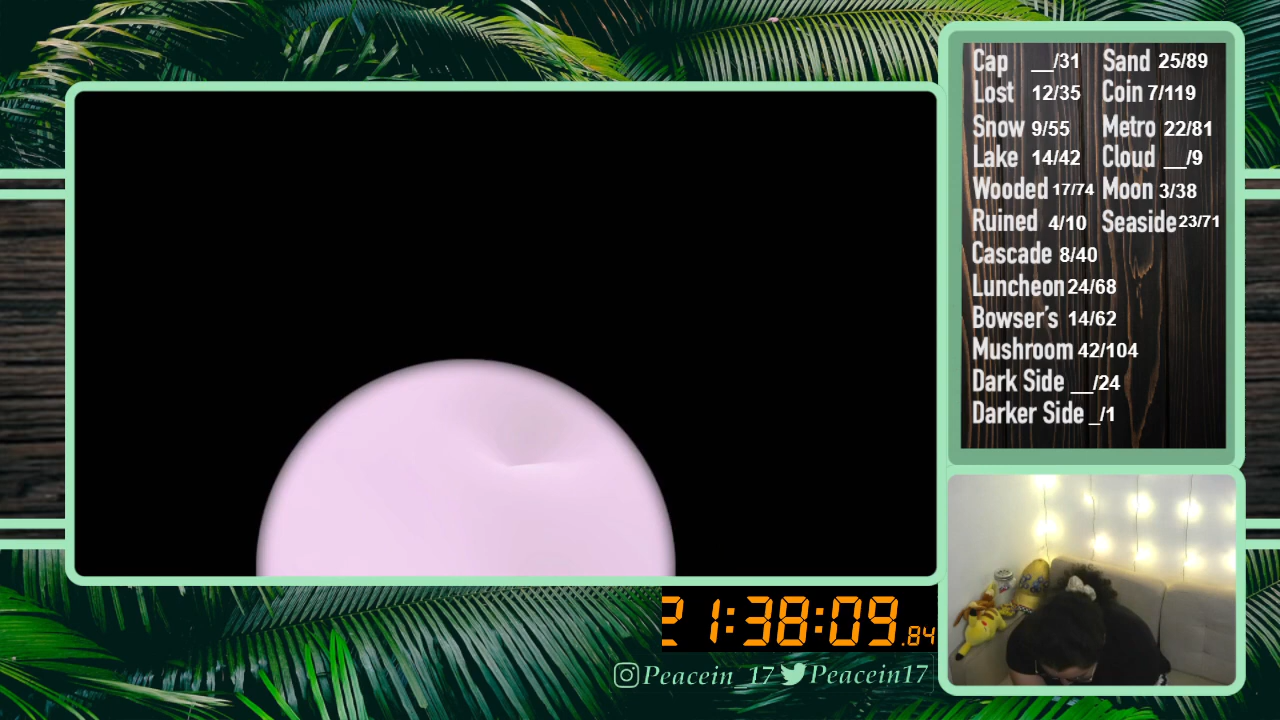 Cap __/31 Sand 25/89
Lost 12/35 Coin 7/119
Snow 9/55 Metro 22/81
Lake 14/42 Cloud __/9
Wooded 17/74 Moon 3/38
Ruined 4/10 Seaside 23/71
Cascade 8/40
Luncheon 24/68
Bowser's 14/62
Mushroom 42/104
Dark Side __/24
Darker Side _/1
21:38:09.84
Peacein_17 Peacein17